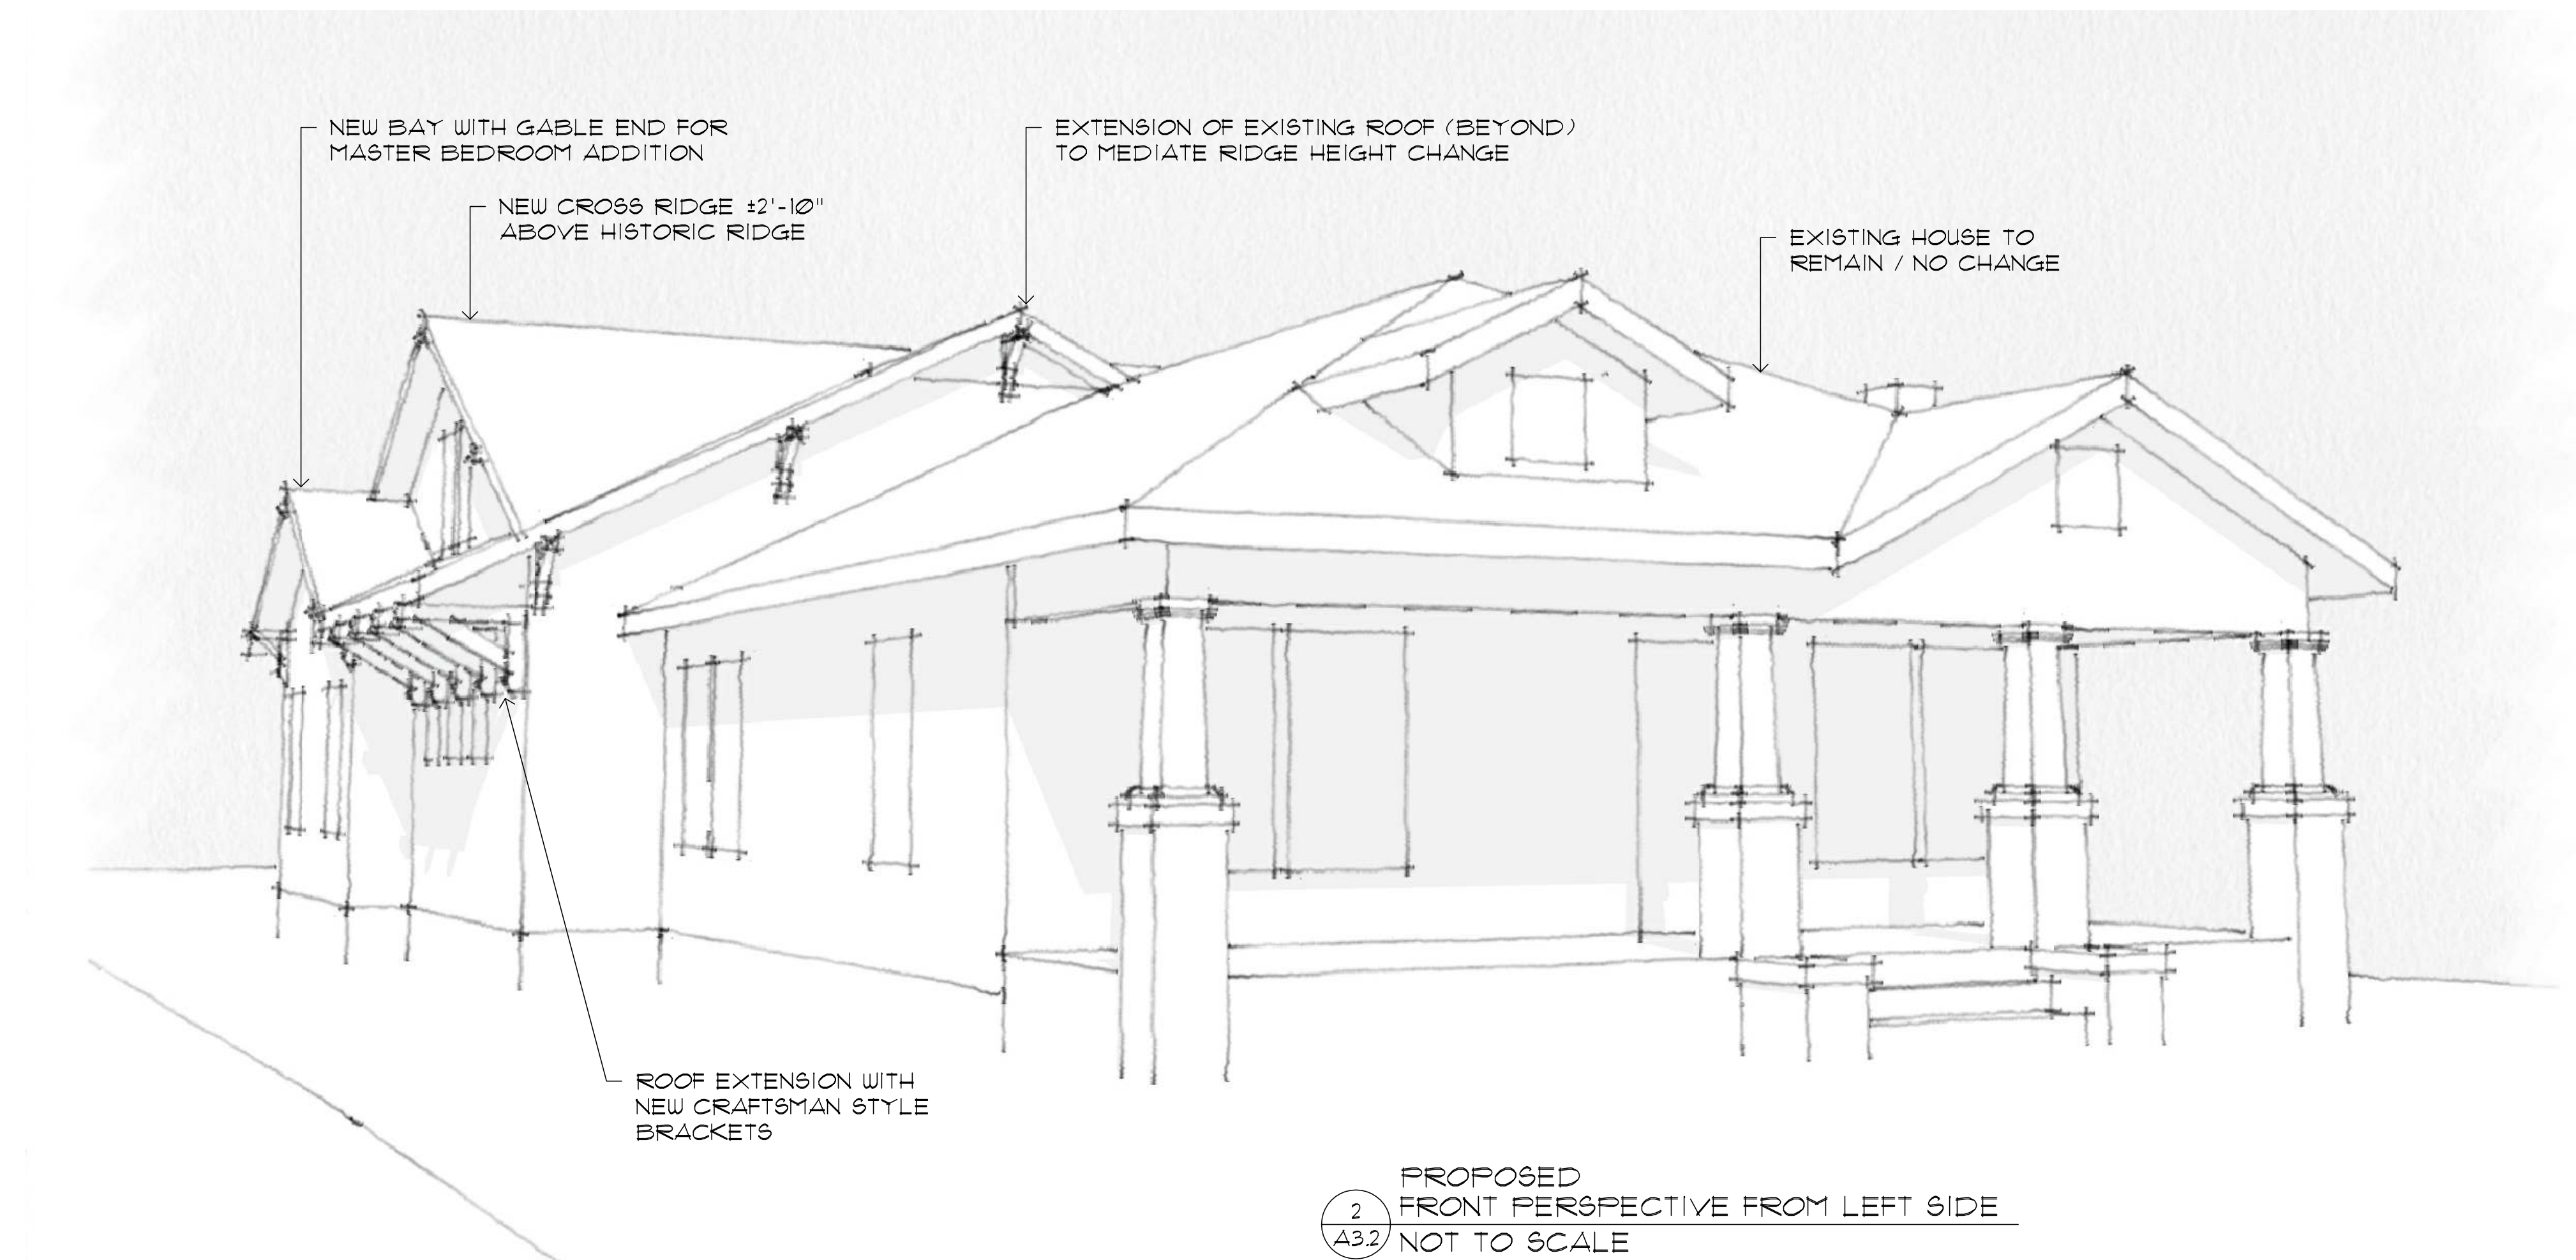 NEW BAY WITH GABLE END FOR
MASTER BEDROOM ADDITION
EXTENSION OF EXISTING ROOF (BEYOND)
TO MEDIATE RIDGE HEIGHT CHANGE
NEW CROSS RIDGE ±2'-10"
ABOVE HISTORIC RIDGE
EXISTING HOUSE TO
REMAIN / NO CHANGE
ROOF EXTENSION WITH
NEW CRAFTSMAN STYLE
BRACKETS
PROPOSED
2
FRONT PERSPECTIVE FROM LEFT SIDE
A3.2
NOT TO SCALE